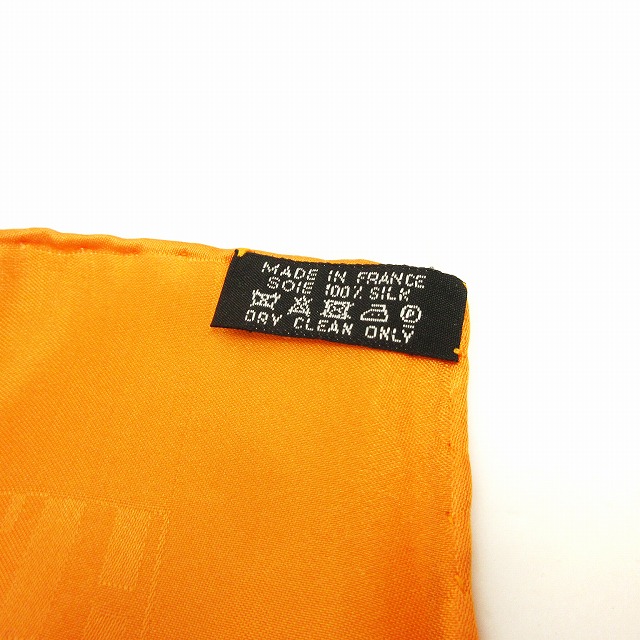 MADE IN FRANCE
SOIE 100% SILK
P
DRY CLEAN ONLY